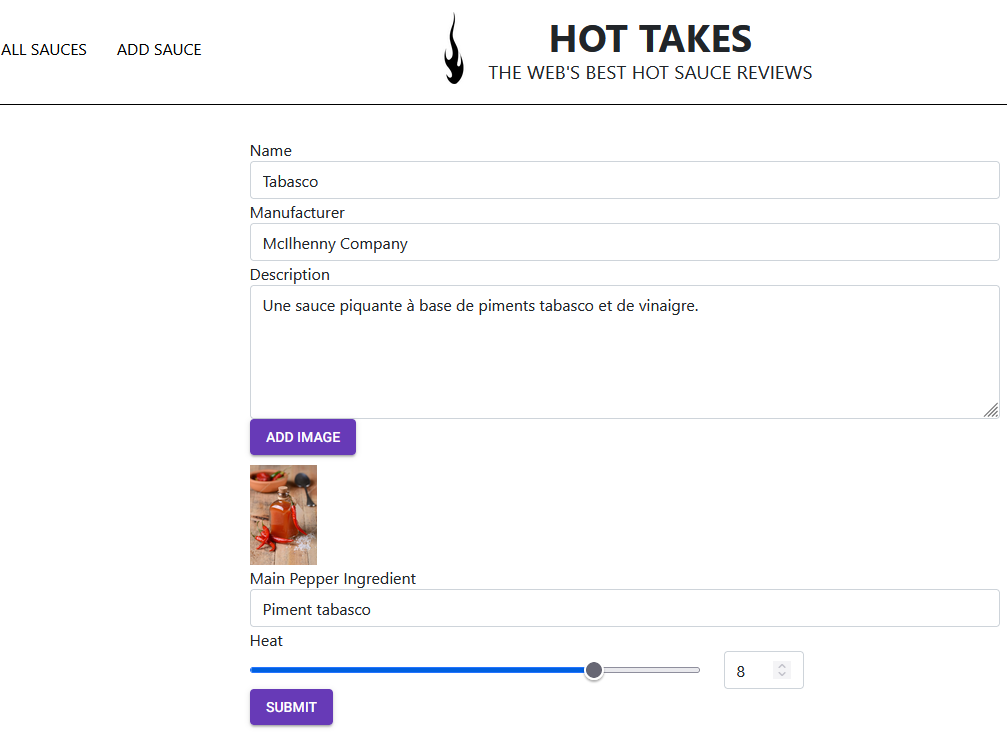 ALL SAUCES
ADD SAUCE
HOT TAKES
THE WEB'S BEST HOT SAUCE REVIEWS
Name
Tabasco
Manufacturer
McIlhenny Company
Description
Une sauce piquante à base de piments tabasco et de vinaigre.
ADD IMAGE
Main Pepper Ingredient
Piment tabasco
Heat
8
SUBMIT